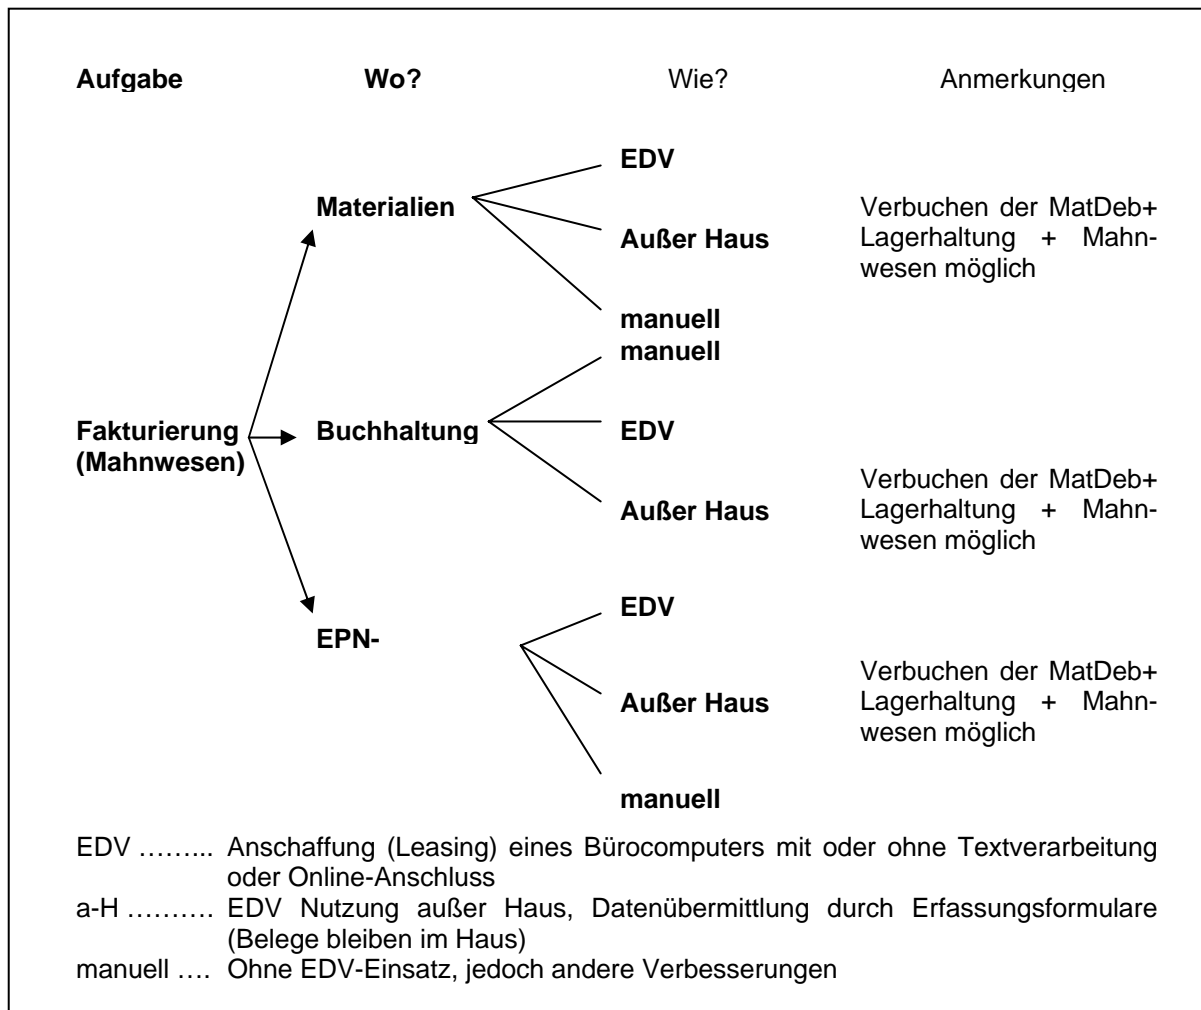 Aufgabe Wo? Wie? Anmerkungen
EDV
Materialien
Verbuchen der MatDeb+
Außer Haus Lagerhaltung + Mahn-
wesen möglich
manuell
manuell
Fakturierung Buchhaltung EDV
(Mahnwesen)
Verbuchen der MatDeb+
Außer Haus Lagerhaltung + Mahn-
wesen möglich
EDV
EPN-
Verbuchen der MatDeb+
Außer Haus Lagerhaltung + Mahn-
wesen möglich
manuell
EDV ……... Anschaffung (Leasing) eines Bürocomputers mit oder ohne Textverarbeitung
oder Online-Anschluss
a-H ………. EDV Nutzung außer Haus, Datenübermittlung durch Erfassungsformulare
(Belege bleiben im Haus)
manuell …. Ohne EDV-Einsatz, jedoch andere Verbesserungen